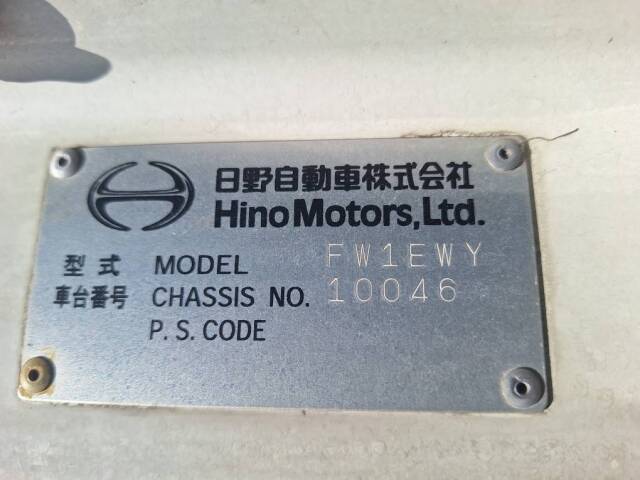 日野自動車株式会社
Hino Motors, Ltd.
型式 MODEL FW1EWY
車台番号 CHASSIS NO. 10046
P.S.CODE